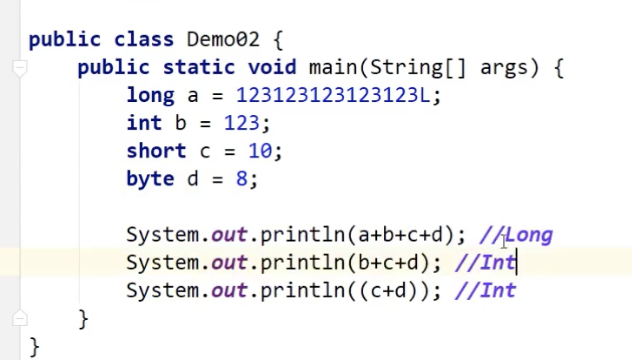 public class Demo02 {
public static void main(String[] args) {
long a = 123123123123123L;
int b = 123;
short c = 10;
byte d = 8;
System.out.println(a+b+c+d); //Long
System.out.println(b+c+d); //Int
System.out.println((c+d)); //Int
}
}